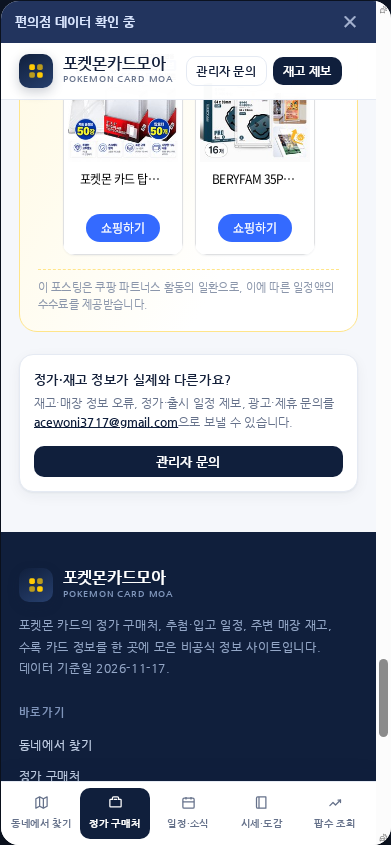 편의점 데이터 확인 중
포켓몬카드모아
POKEMON CARD MOA
관리자 문의
재고 제보
50장
50개
16개
포켓몬 카드 탑…
BERYFAM 35P…
쇼핑하기
쇼핑하기
이 포스팅은 쿠팡 파트너스 활동의 일환으로, 이에 따른 일정액의
수수료를 제공받습니다.
정가·재고 정보가 실제와 다른가요?
재고·매장 정보 오류, 정가·출시 일정 제보, 광고·제휴 문의를
acewoni3717@gmail.com으로 보낼 수 있습니다.
관리자 문의
포켓몬카드모아
POKEMON CARD MOA
포켓몬 카드의 정가 구매처, 추첨·입고 일정, 주변 매장 재고,
수록 카드 정보를 한 곳에 모은 비공식 정보 사이트입니다.
데이터 기준일 2026-11-17.
바로가기
동네에서 찾기
정가 구매처
동네에서 찾기
정가 구매처
일정·소식
시세·도감
팝수 조회